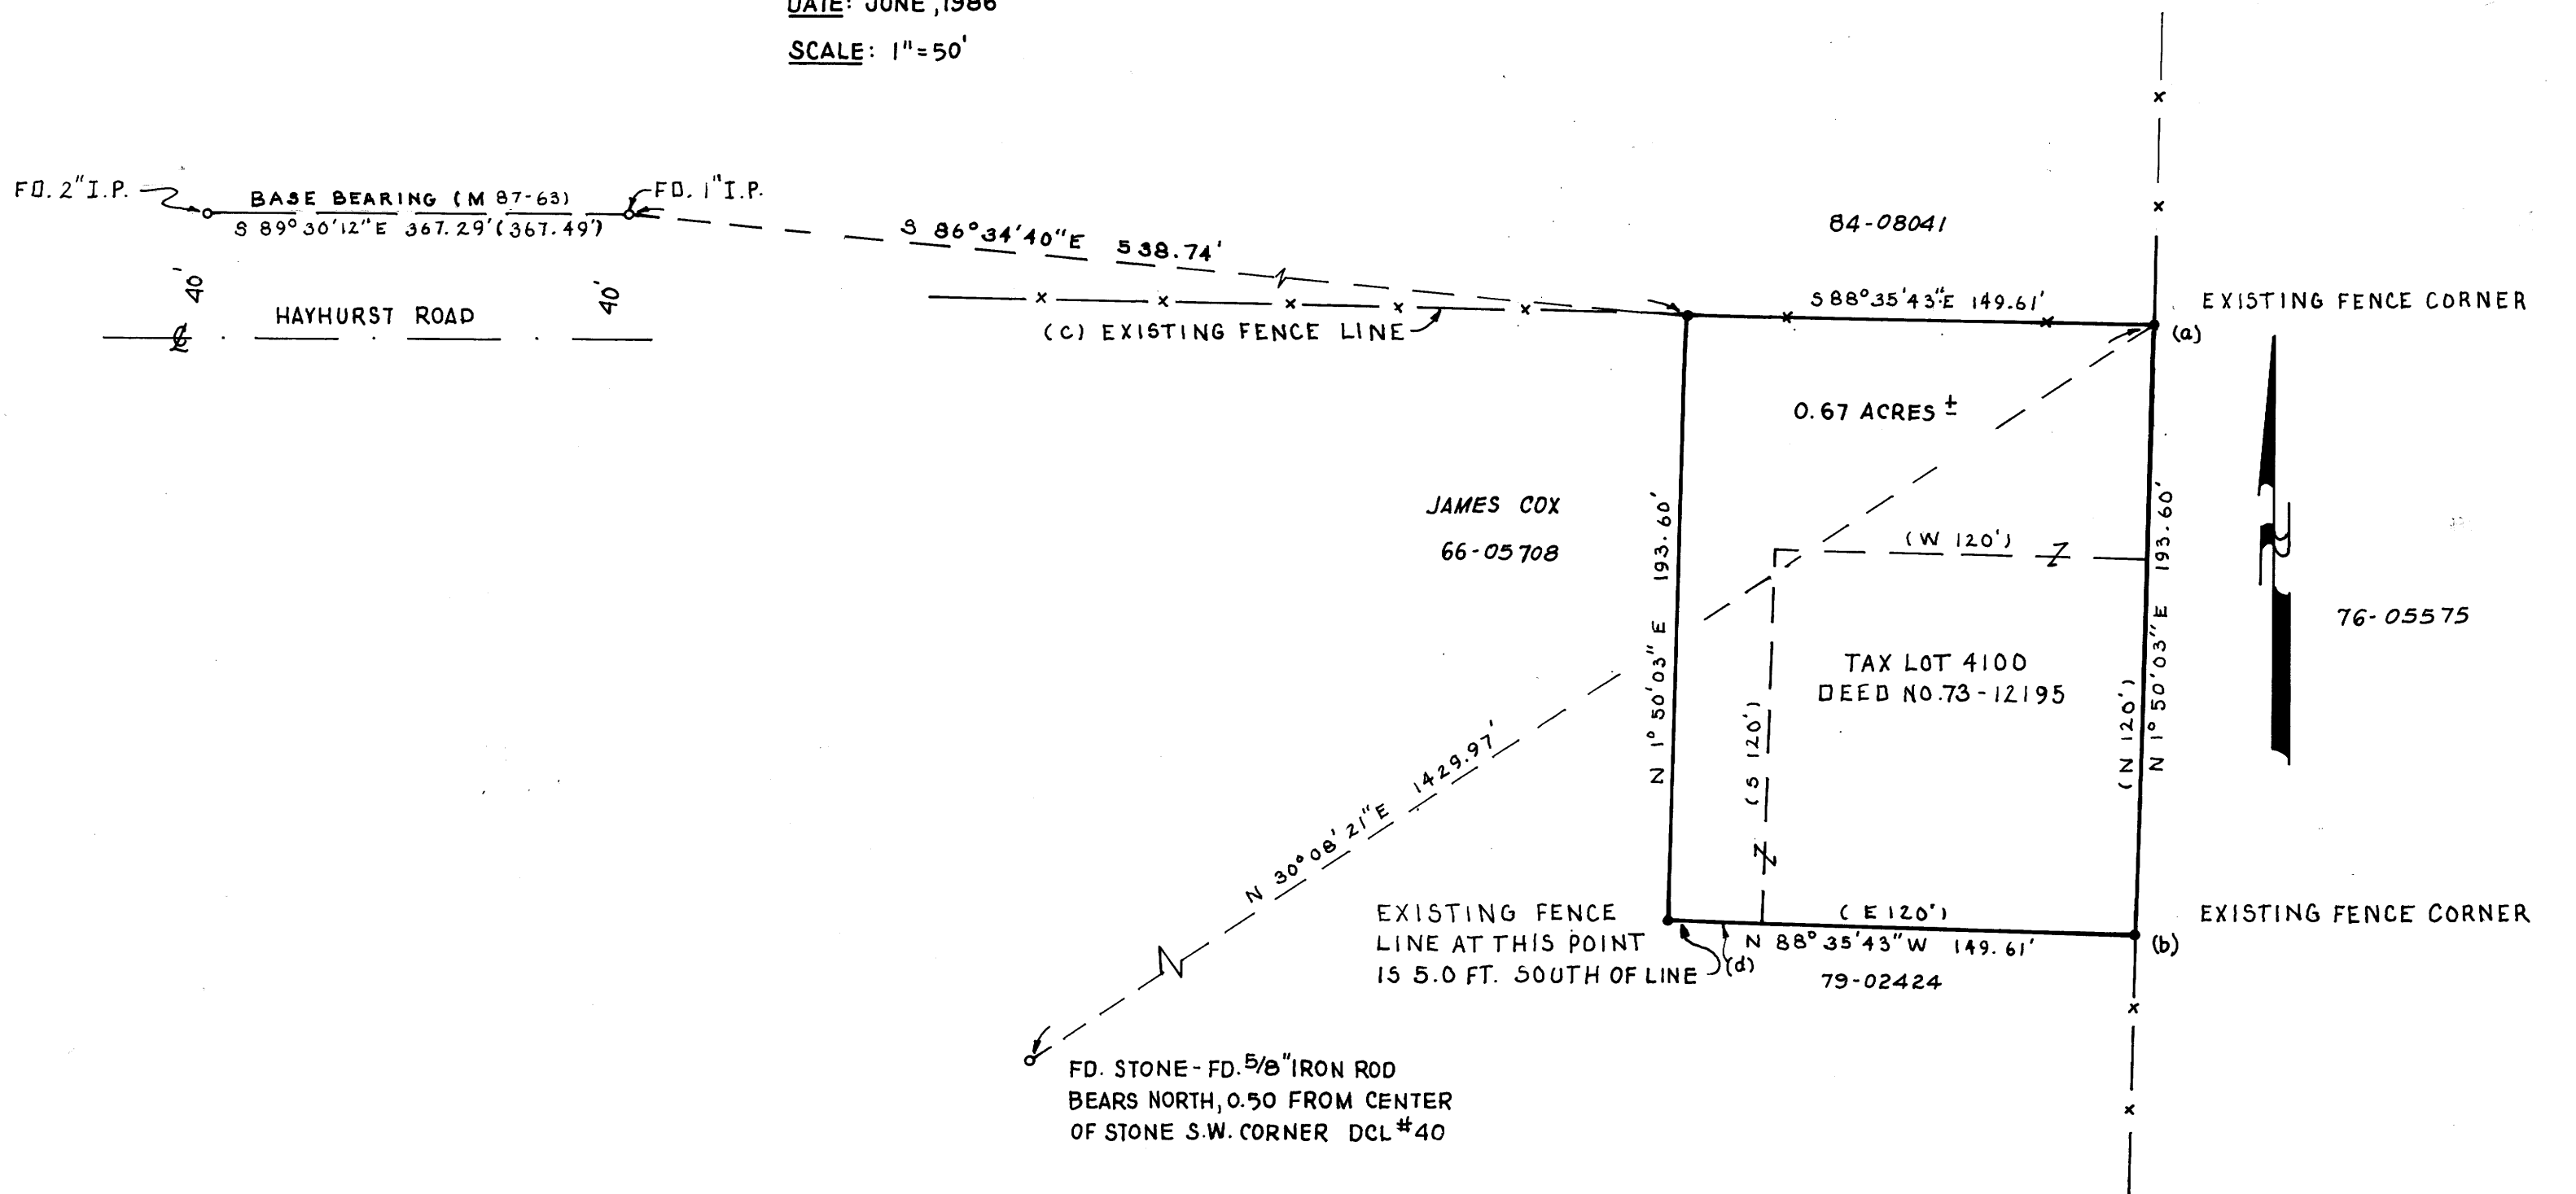 DATE: JUNE, 1986
SCALE: 1"=50'
FD. 2" I.P.
BASE BEARING (M 87-63)
S 89°30'12"E 367.29'(367.49')
FD. 1" I.P.
40'
40'
HAYHURST ROAD
℄
S 86°34'40"E 538.74'
(C) EXISTING FENCE LINE
84-08041
S 88°35'43"E 149.61'
EXISTING FENCE CORNER
(a)
0.67 ACRES ±
JAMES COX
66-05708
N 1°50'03"E 193.60'
(W 120')
(S 120')
TAX LOT 4100
DEED NO.73-12195
(N 120')
N 1°50'03"E 193.60'
76-05575
N 30°08'21"E 1429.97'
EXISTING FENCE
LINE AT THIS POINT
IS 5.0 FT. SOUTH OF LINE
(d)
(E 120')
N 88°35'43"W 149.61'
79-02424
EXISTING FENCE CORNER
(b)
FD. STONE-FD. 5/8" IRON ROD
BEARS NORTH, 0.50 FROM CENTER
OF STONE S.W. CORNER DCL #40